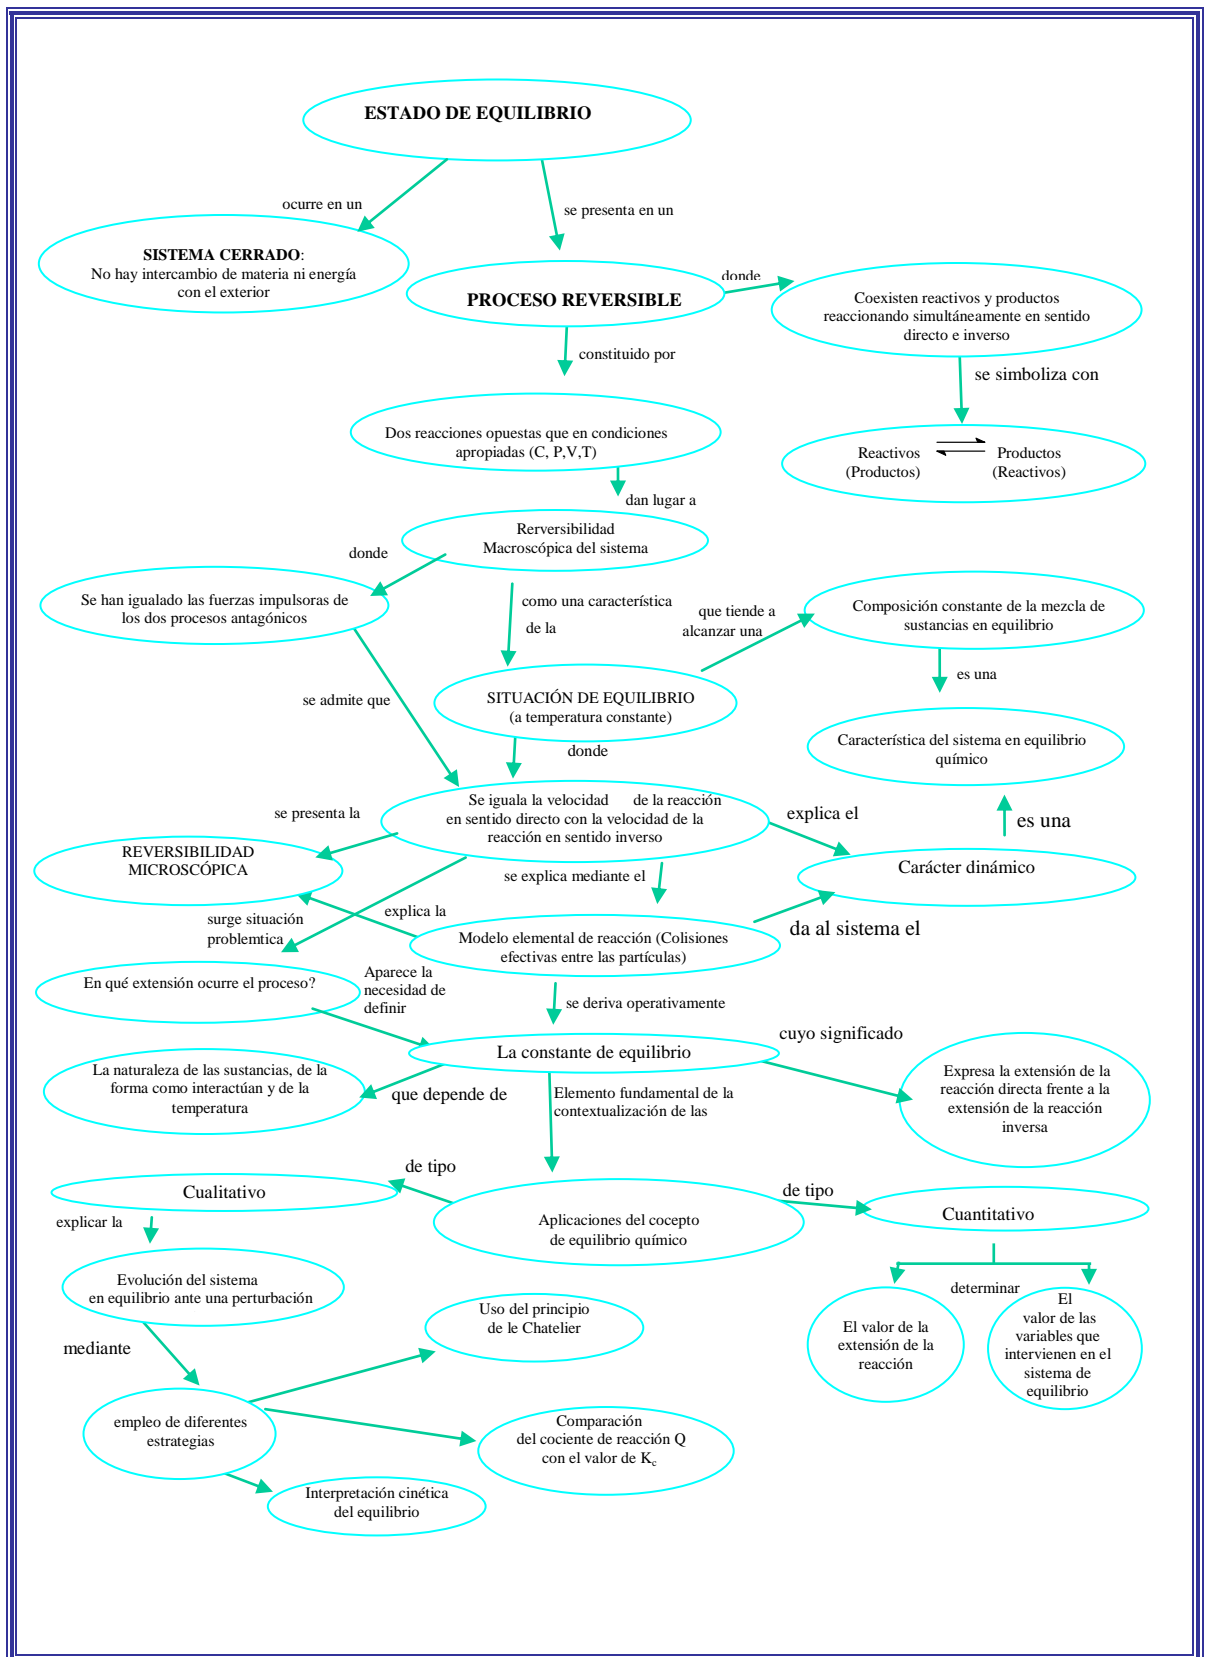 ESTADO DE EQUILIBRIO
ocurre en un
se presenta en un
SISTEMA CERRADO:
No hay intercambio de materia ni energía
con el exterior
PROCESO REVERSIBLE
donde
Coexisten reactivos y productos
reaccionando simultáneamente en sentido
directo e inverso
constituido por
se simboliza con
Dos reacciones opuestas que en condiciones
apropiadas (C, P,V,T)
Reactivos ⇌ Productos
(Productos) (Reactivos)
dan lugar a
Rerversibilidad
Macroscópica del sistema
donde
Se han igualado las fuerzas impulsoras de
los dos procesos antagónicos
como una característica
de la
que tiende a
alcanzar una
Composición constante de la mezcla de
sustancias en equilibrio
es una
se admite que
SITUACIÓN DE EQUILIBRIO
(a temperatura constante)
donde
Característica del sistema en equilibrio
químico
se presenta la
Se iguala la velocidad de la reacción
en sentido directo con la velocidad de la
reacción en sentido inverso
explica el
es una
REVERSIBILIDAD
MICROSCÓPICA
se explica mediante el
Carácter dinámico
surge situación
problemtica
explica la
Modelo elemental de reacción (Colisiones
efectivas entre las partículas)
da al sistema el
En qué extensión ocurre el proceso?
Aparece la
necesidad de
definir
se deriva operativamente
La constante de equilibrio
cuyo significado
La naturaleza de las sustancias, de la
forma como interactúan y de la
temperatura
que depende de
Elemento fundamental de la
contextualización de las
Expresa la extensión de la
reacción directa frente a la
extensión de la reacción
inversa
de tipo
Cualitativo
de tipo
Cuantitativo
explicar la
Aplicaciones del cocepto
de equilibrio químico
Evolución del sistema
en equilibrio ante una perturbación
determinar
El valor de la
extensión de la
reacción
El
valor de las
variables que
intervienen en el
sistema de
equilibrio
mediante
Uso del principio
de le Chatelier
empleo de diferentes
estrategias
Comparación
del cociente de reacción Q
con el valor de Kc
Interpretación cinética
del equilibrio